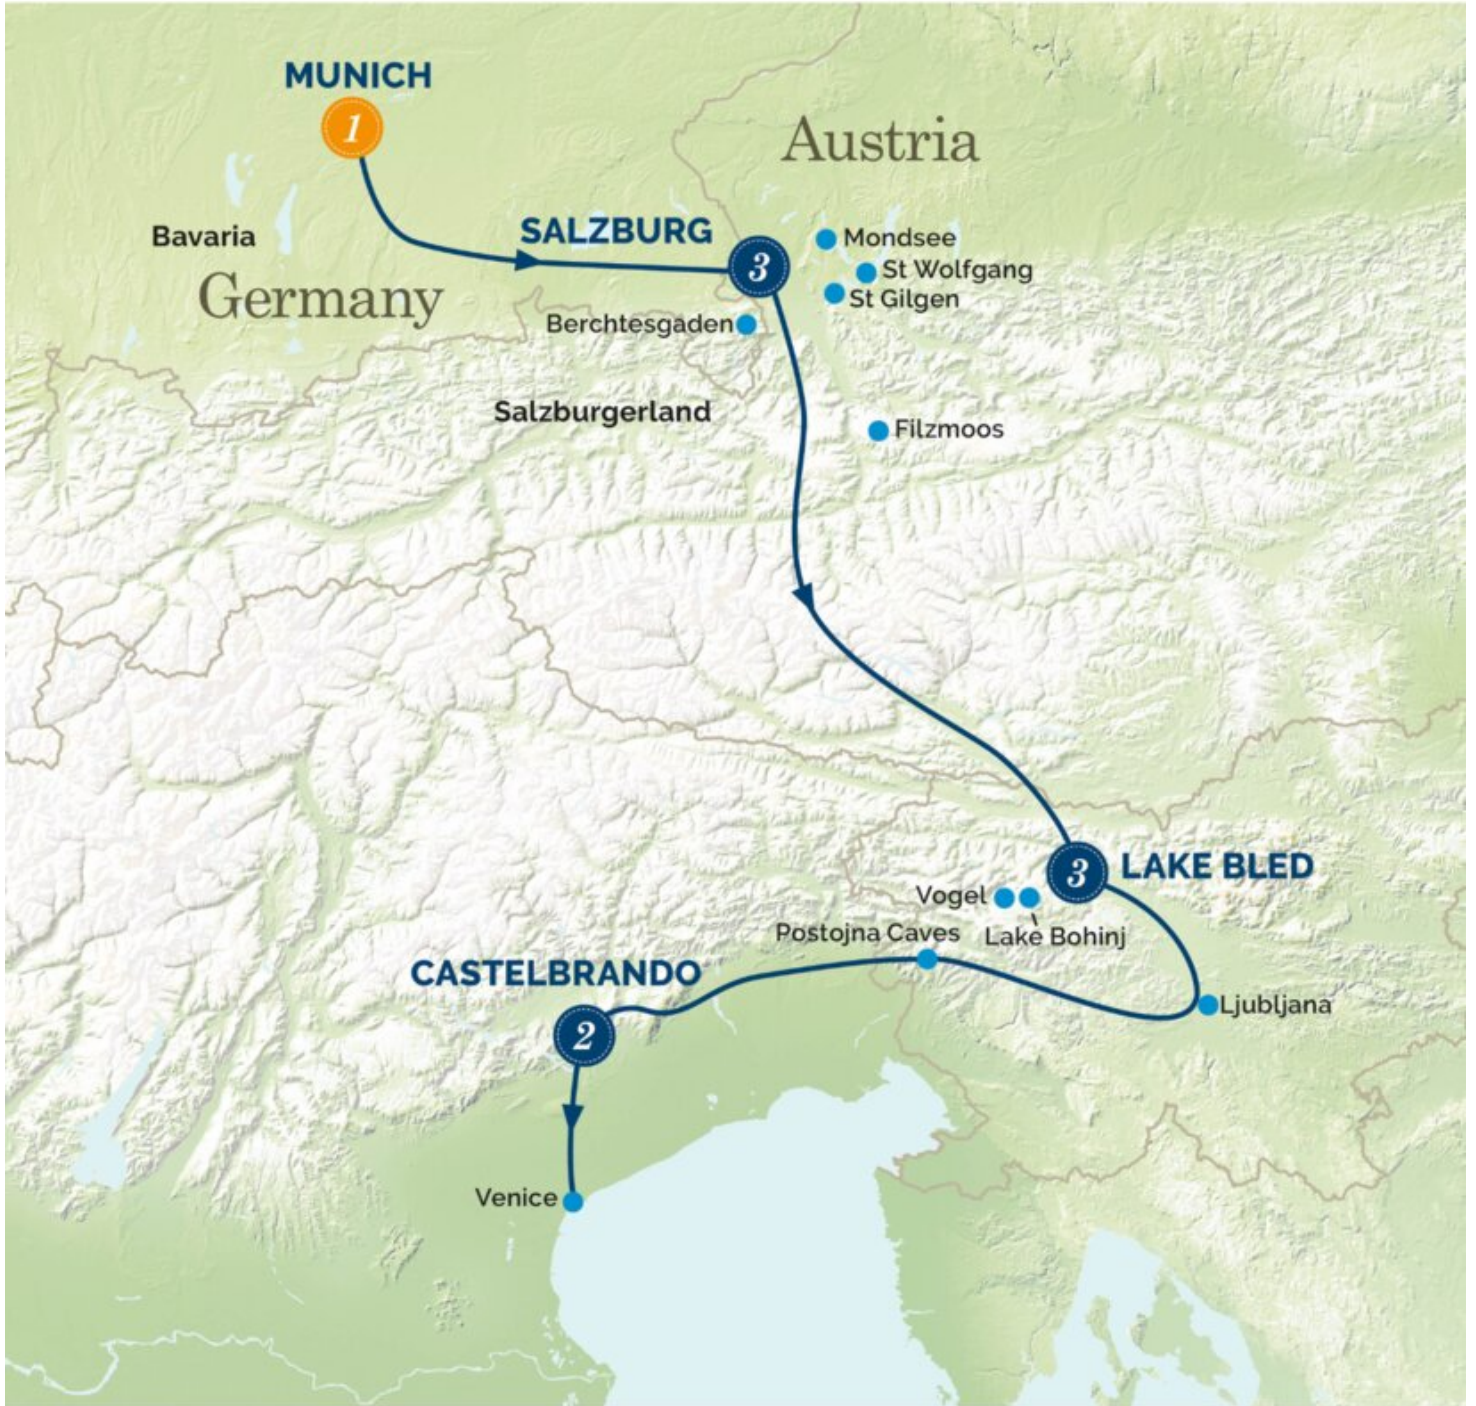 MUNICH
1
Austria
SALZBURG
Bavaria
Mondsee
3
St Wolfgang
Germany
St Gilgen
Berchtesgaden
Salzburgerland
Filzmoos
LAKE BLED
3
Vogel
Postojna Caves
Lake Bohinj
CASTELBRANDO
Ljubljana
2
Venice